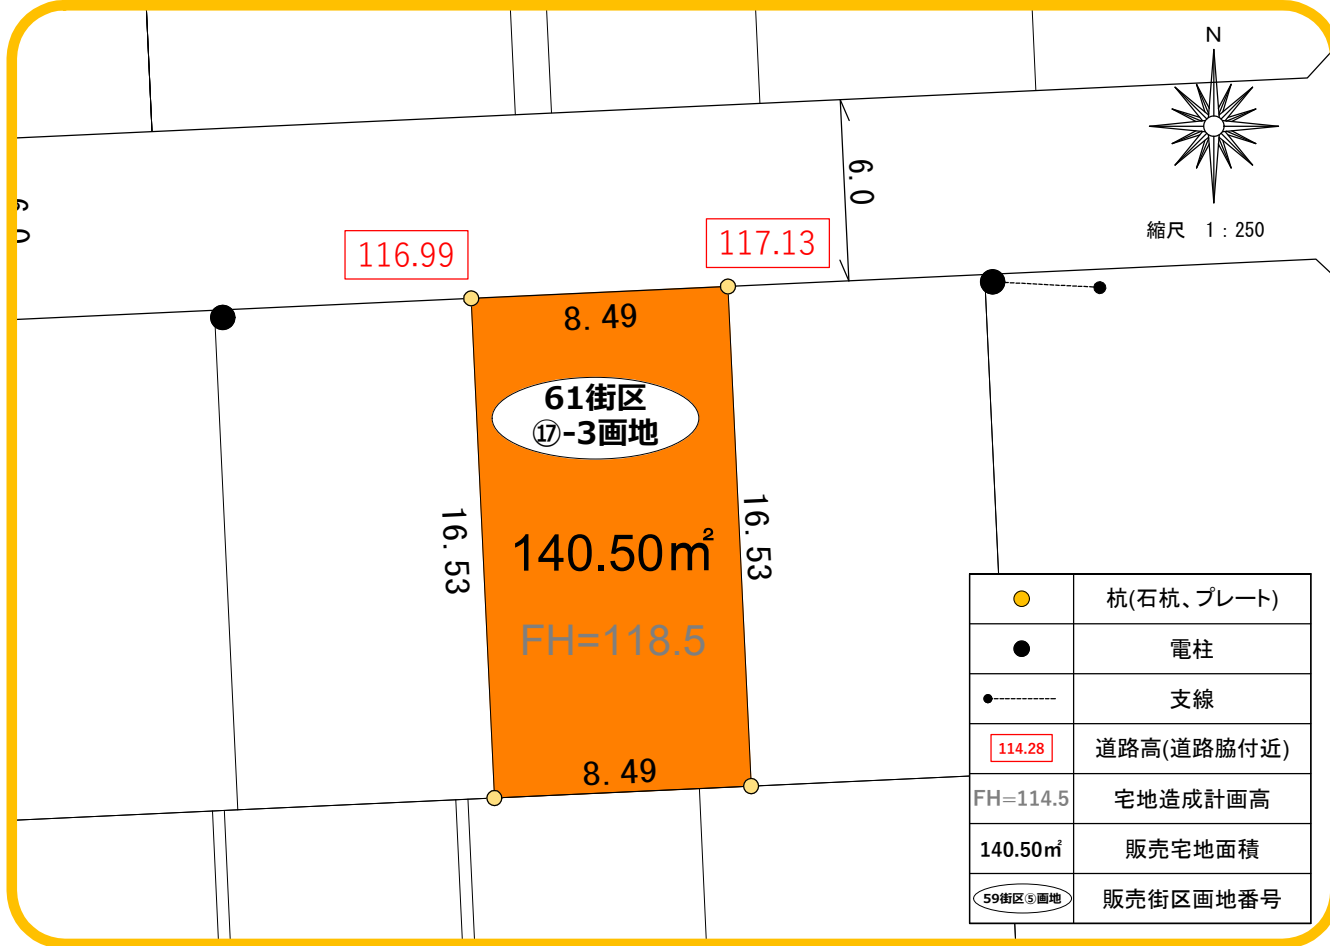 N
縮尺　1：250
6.0
6.0
116.99
117.13
8.49
61街区
⑰-3画地
16.53
16.53
140.50㎡
FH=118.5
8.49
杭(石杭、プレート)
電柱
支線
114.28 道路高(道路脇付近)
FH=114.5 宅地造成計画高
140.50㎡ 販売宅地面積
59街区⑤画地 販売街区画地番号